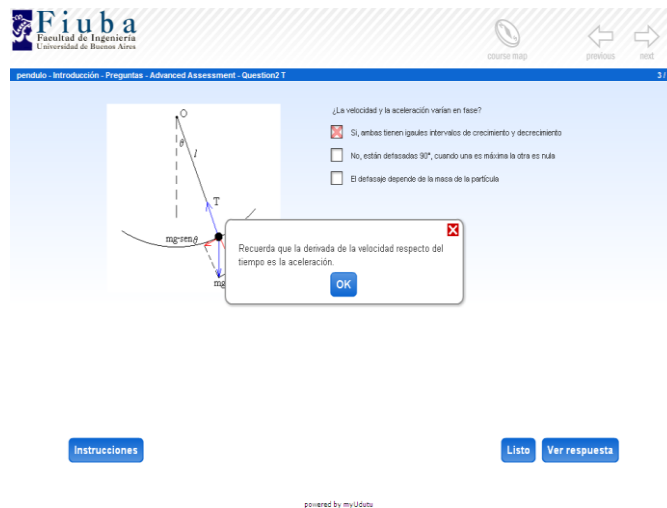 Fiuba
Facultad de Ingeniería
Universidad de Buenos Aires
course map
previous
next
pendulo - Introducción - Preguntas - Advanced Assessment - Question2 T
3/
¿La velocidad y la aceleración varían en fase?
Si, ambas tienen igaules intervalos de crecimiento y decrecimiento
No, están defasadas 90°, cuando una es máxima la otra es nula
El defasaje depende de la masa de la partícula
O
θ
l
T
mg·senθ
mg
Recuerda que la derivada de la velocidad respecto del
tiempo es la aceleración.
OK
Instrucciones
Listo
Ver respuesta
powered by myUdutu